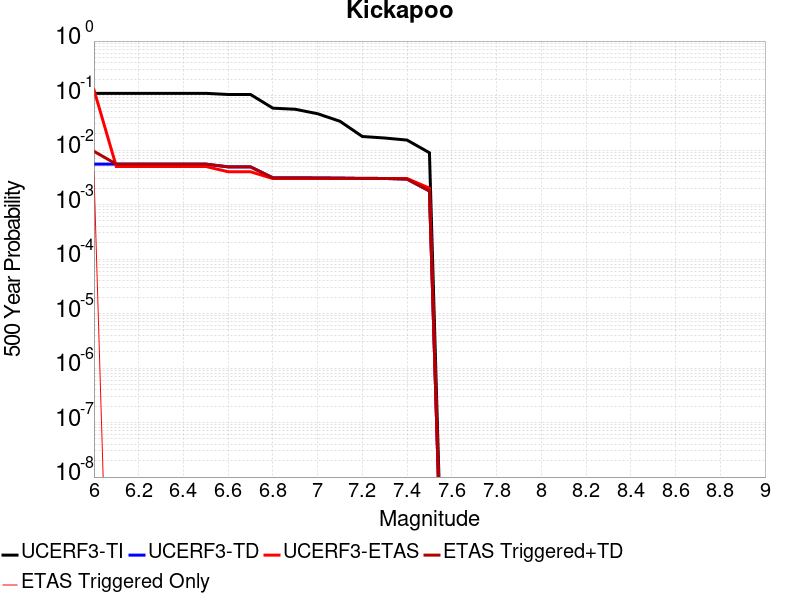 Kickapoo
10^0
10^-1
10^-2
10^-3
10^-4
10^-5
10^-6
10^-7
10^-8
500 Year Probability
6 6.2 6.4 6.6 6.8 7 7.2 7.4 7.6 7.8 8 8.2 8.4 8.6 8.8 9
Magnitude
UCERF3-TI UCERF3-TD UCERF3-ETAS ETAS Triggered+TD
ETAS Triggered Only